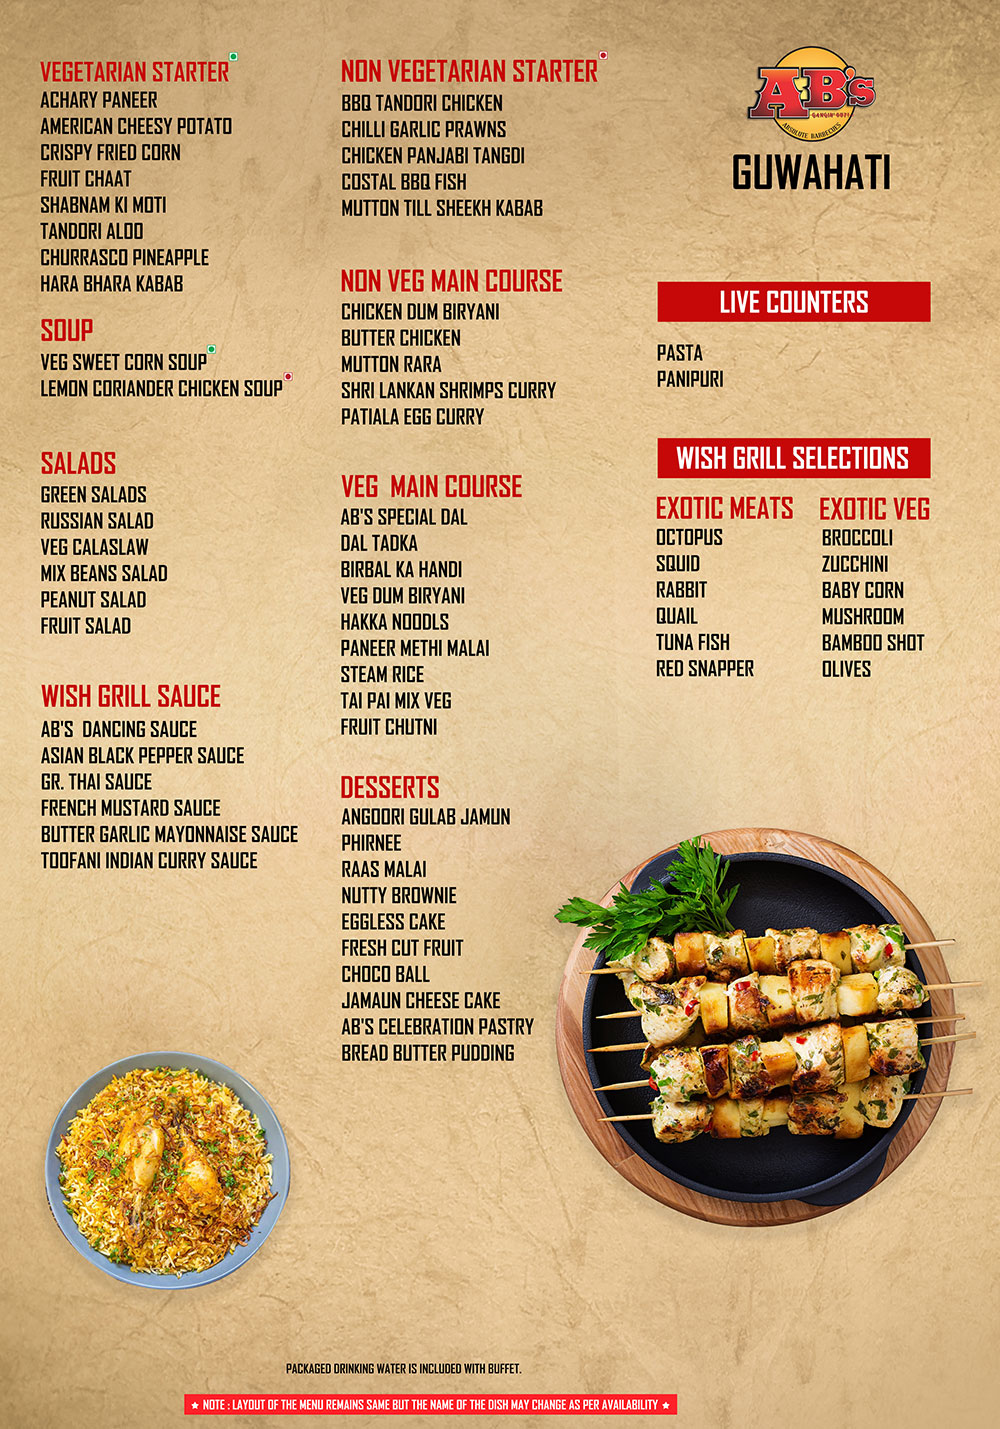 VEGETARIAN STARTER
ACHARY PANEER
AMERICAN CHEESY POTATO
CRISPY FRIED CORN
FRUIT CHAAT
SHABNAM KI MOTI
TANDORI ALOO
CHURRASCO PINEAPPLE
HARA BHARA KABAB
SOUP
VEG SWEET CORN SOUP
LEMON CORIANDER CHICKEN SOUP
SALADS
GREEN SALADS
RUSSIAN SALAD
VEG CALASLAW
MIX BEANS SALAD
PEANUT SALAD
FRUIT SALAD
WISH GRILL SAUCE
AB'S DANCING SAUCE
ASIAN BLACK PEPPER SAUCE
GR. THAI SAUCE
FRENCH MUSTARD SAUCE
BUTTER GARLIC MAYONNAISE SAUCE
TOOFANI INDIAN CURRY SAUCE
NON VEGETARIAN STARTER
BBQ TANDORI CHICKEN
CHILLI GARLIC PRAWNS
CHICKEN PANJABI TANGDI
COSTAL BBQ FISH
MUTTON TILL SHEEKH KABAB
NON VEG MAIN COURSE
CHICKEN DUM BIRYANI
BUTTER CHICKEN
MUTTON RARA
SHRI LANKAN SHRIMPS CURRY
PATIALA EGG CURRY
VEG MAIN COURSE
AB'S SPECIAL DAL
DAL TADKA
BIRBAL KA HANDI
VEG DUM BIRYANI
HAKKA NOODLS
PANEER METHI MALAI
STEAM RICE
TAI PAI MIX VEG
FRUIT CHUTNI
DESSERTS
ANGOORI GULAB JAMUN
PHIRNEE
RAAS MALAI
NUTTY BROWNIE
EGGLESS CAKE
FRESH CUT FRUIT
CHOCO BALL
JAMAUN CHEESE CAKE
AB'S CELEBRATION PASTRY
BREAD BUTTER PUDDING
AB's
ABSOLUTE BARBECUES
GUWAHATI
LIVE COUNTERS
PASTA
PANIPURI
WISH GRILL SELECTIONS
EXOTIC MEATS
OCTOPUS
SQUID
RABBIT
QUAIL
TUNA FISH
RED SNAPPER
EXOTIC VEG
BROCCOLI
ZUCCHINI
BABY CORN
MUSHROOM
BAMBOO SHOT
OLIVES
PACKAGED DRINKING WATER IS INCLUDED WITH BUFFET.
★ NOTE : LAYOUT OF THE MENU REMAINS SAME BUT THE NAME OF THE DISH MAY CHANGE AS PER AVAILABILITY ★